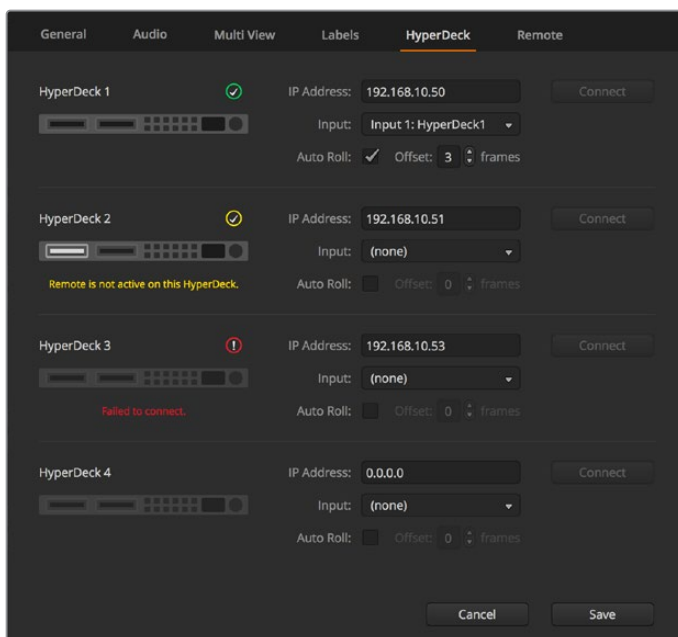 General Audio Multi View Labels HyperDeck Remote
HyperDeck 1 IP Address: 192.168.10.50 Connect
Input: Input 1: HyperDeck1
Auto Roll: Offset: 3 frames
HyperDeck 2 IP Address: 192.168.10.51 Connect
Input: (none)
Remote is not active on this HyperDeck. Auto Roll: Offset: 0 frames
HyperDeck 3 IP Address: 192.168.10.53 Connect
Input: (none)
Failed to connect. Auto Roll: Offset: 0 frames
HyperDeck 4 IP Address: 0.0.0.0 Connect
Input: (none)
Auto Roll: Offset: 0 frames
Cancel Save